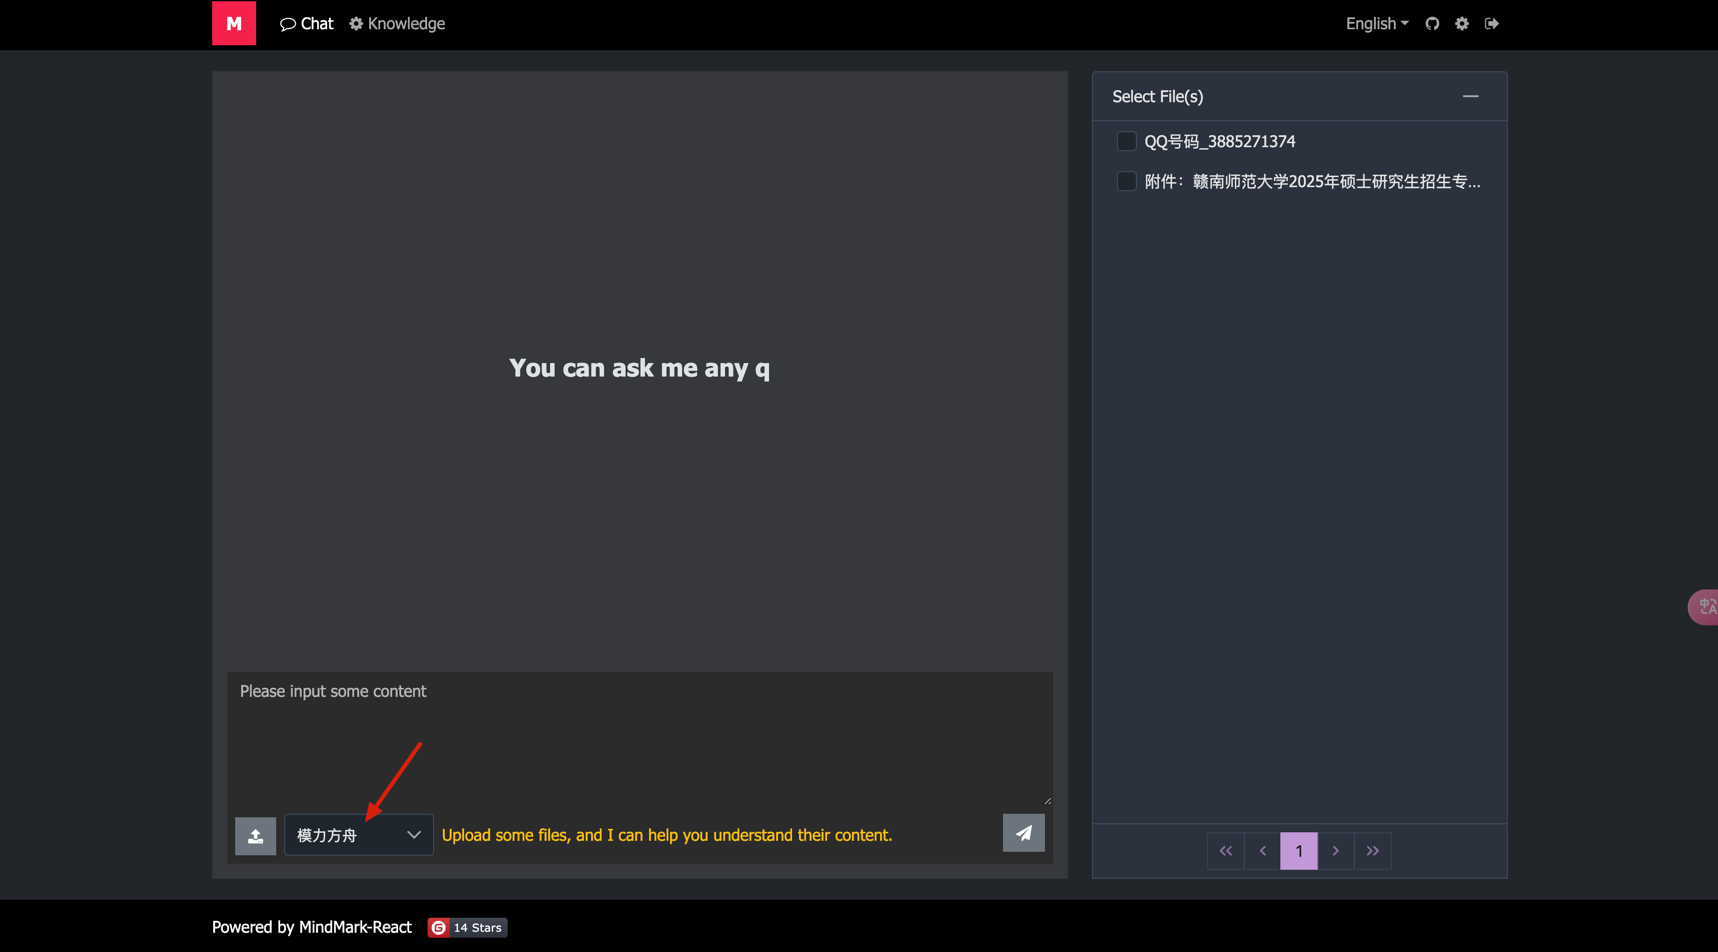 M Chat Knowledge English
Select File(s)
QQ号码_3885271374
附件：赣南师范大学2025年硕士研究生招生专...
You can ask me any q
Please input some content
模力方舟 Upload some files, and I can help you understand their content.
« ‹ 1 › »
Powered by MindMark-React G 14 Stars
中 A